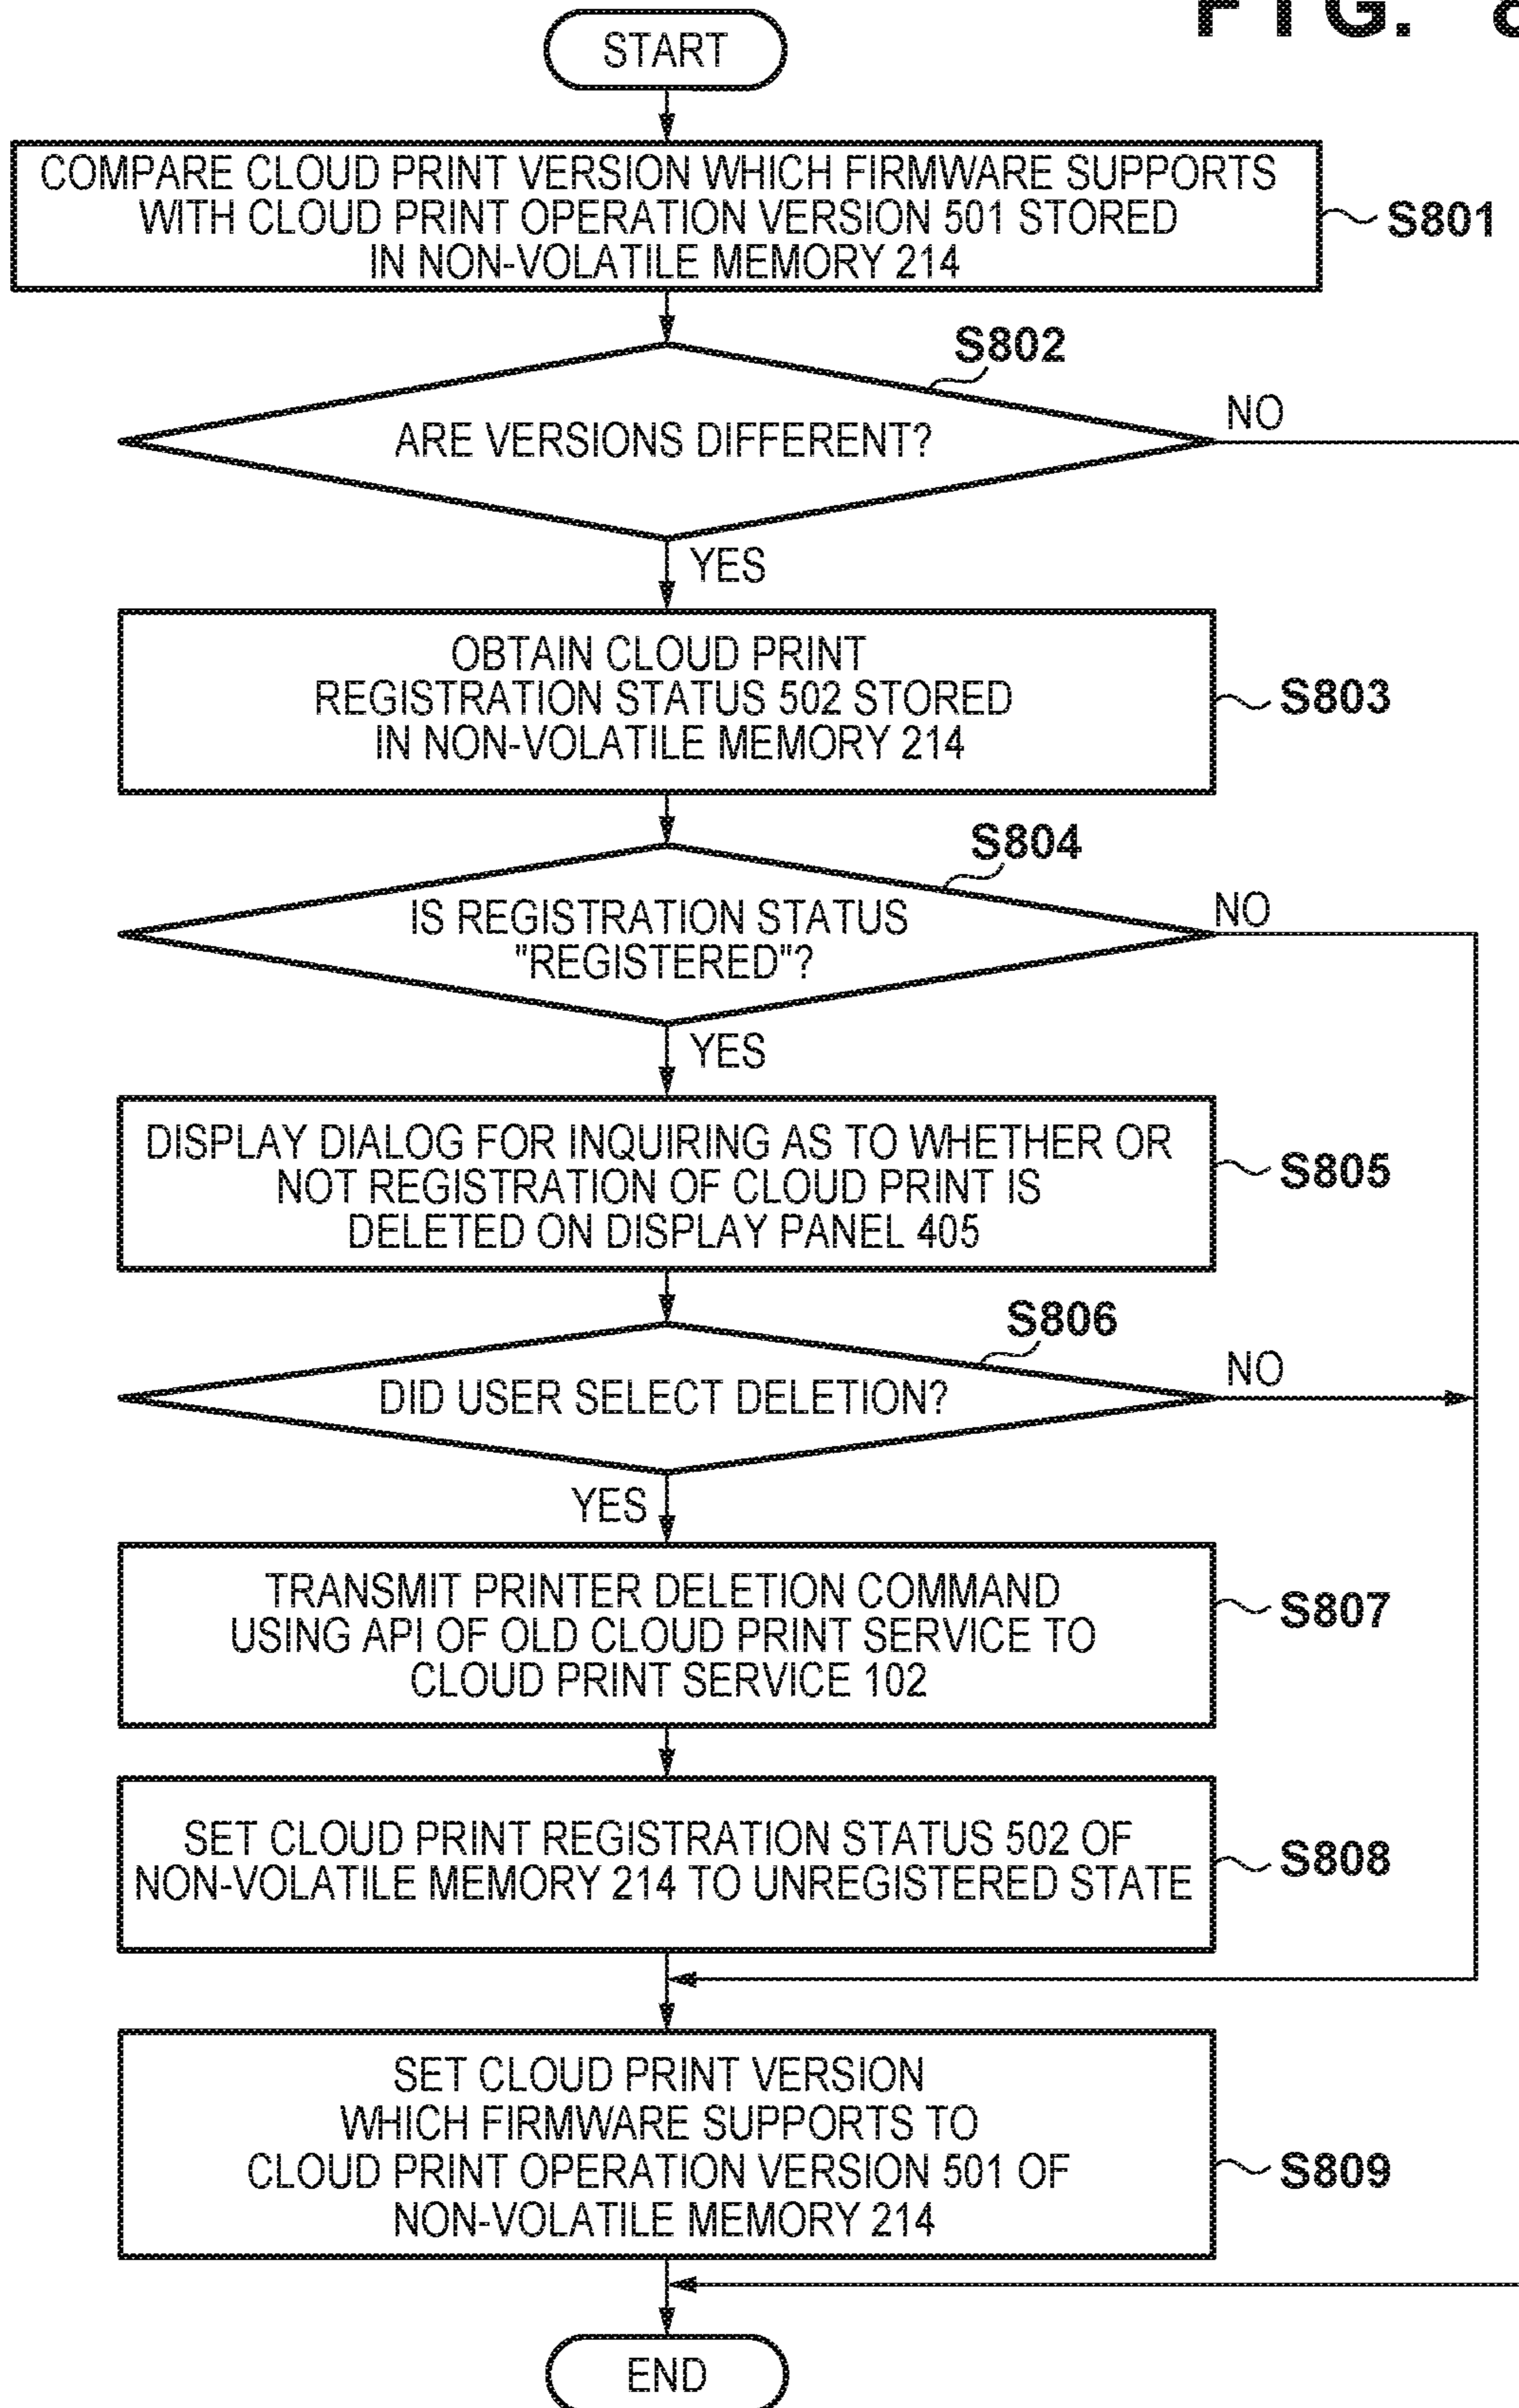 FIG.
START
COMPARE CLOUD PRINT VERSION WHICH FIRMWARE SUPPORTS
WITH CLOUD PRINT OPERATION VERSION 501 STORED
IN NON-VOLATILE MEMORY 214
S801
S802
ARE VERSIONS DIFFERENT?
NO
YES
OBTAIN CLOUD PRINT
REGISTRATION STATUS 502 STORED
IN NON-VOLATILE MEMORY 214
S803
S804
IS REGISTRATION STATUS
"REGISTERED"?
NO
YES
DISPLAY DIALOG FOR INQUIRING AS TO WHETHER OR
NOT REGISTRATION OF CLOUD PRINT IS
DELETED ON DISPLAY PANEL 405
S805
S806
DID USER SELECT DELETION?
NO
YES
TRANSMIT PRINTER DELETION COMMAND
USING API OF OLD CLOUD PRINT SERVICE TO
CLOUD PRINT SERVICE 102
S807
SET CLOUD PRINT REGISTRATION STATUS 502 OF
NON-VOLATILE MEMORY 214 TO UNREGISTERED STATE
S808
SET CLOUD PRINT VERSION
WHICH FIRMWARE SUPPORTS TO
CLOUD PRINT OPERATION VERSION 501 OF
NON-VOLATILE MEMORY 214
S809
END